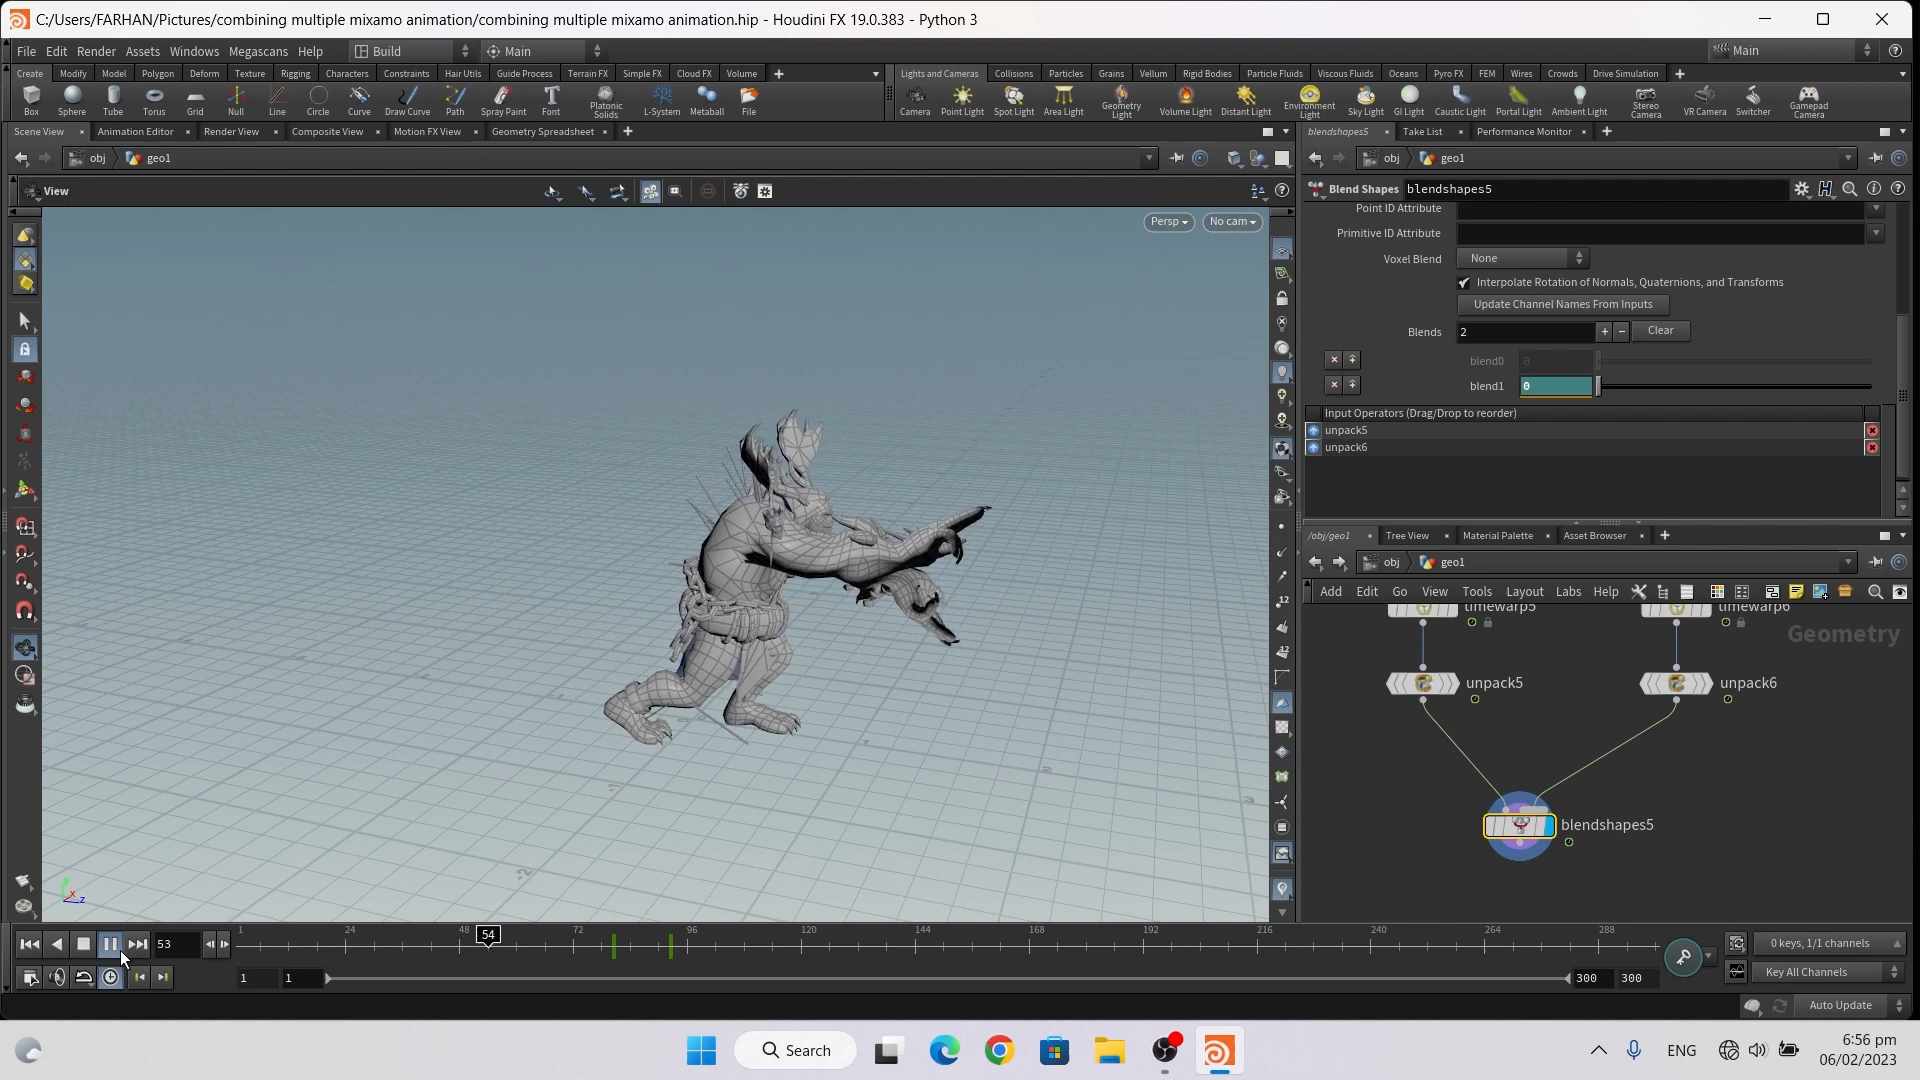 C:/Users/FARHAN/Pictures/combining multiple mixamo animation/combining multiple mixamo animation.hip - Houdini FX 19.0.383 - Python 3
File Edit Render Assets Windows Megascans Help Build Main Main
Create Modify Model Polygon Deform Texture Rigging Characters Constraints Hair Utils Guide Process Terrain FX Simple FX Cloud FX Volume
Lights and Cameras Collisions Particles Grains Vellum Rigid Bodies Particle Fluids Viscous Fluids Oceans Pyro FX FEM Wires Crowds Drive Simulation
Box Sphere Tube Torus Grid Null Line Circle Curve Draw Curve Path Spray Paint Font Platonic Solids L-System Metaball File
Camera Point Light Spot Light Area Light Geometry Light Volume Light Distant Light Environment Light Sky Light GI Light Caustic Light Portal Light Ambient Light Stereo Camera VR Camera Switcher Gamepad Camera
Scene View Animation Editor Render View Composite View Motion FX View Geometry Spreadsheet
blendshapes5 Take List Performance Monitor
obj geo1
obj geo1
View
Persp No cam
Blend Shapes blendshapes5
Point ID Attribute
Primitive ID Attribute
Voxel Blend None
Interpolate Rotation of Normals, Quaternions, and Transforms
Update Channel Names From Inputs
Blends 2 Clear
blend0 0
blend1 0
Input Operators (Drag/Drop to reorder)
unpack5
unpack6
/obj/geo1 Tree View Material Palette Asset Browser
obj geo1
Add Edit Go View Tools Layout Labs Help
timewarp5 timewarp6
Geometry
unpack5 unpack6
blendshapes5
53
1 24 48 54 72 96 120 144 168 192 216 240 264 288
0 keys, 1/1 channels
1 1 300 300
Key All Channels
Auto Update
Search
ENG
6:56 pm
06/02/2023